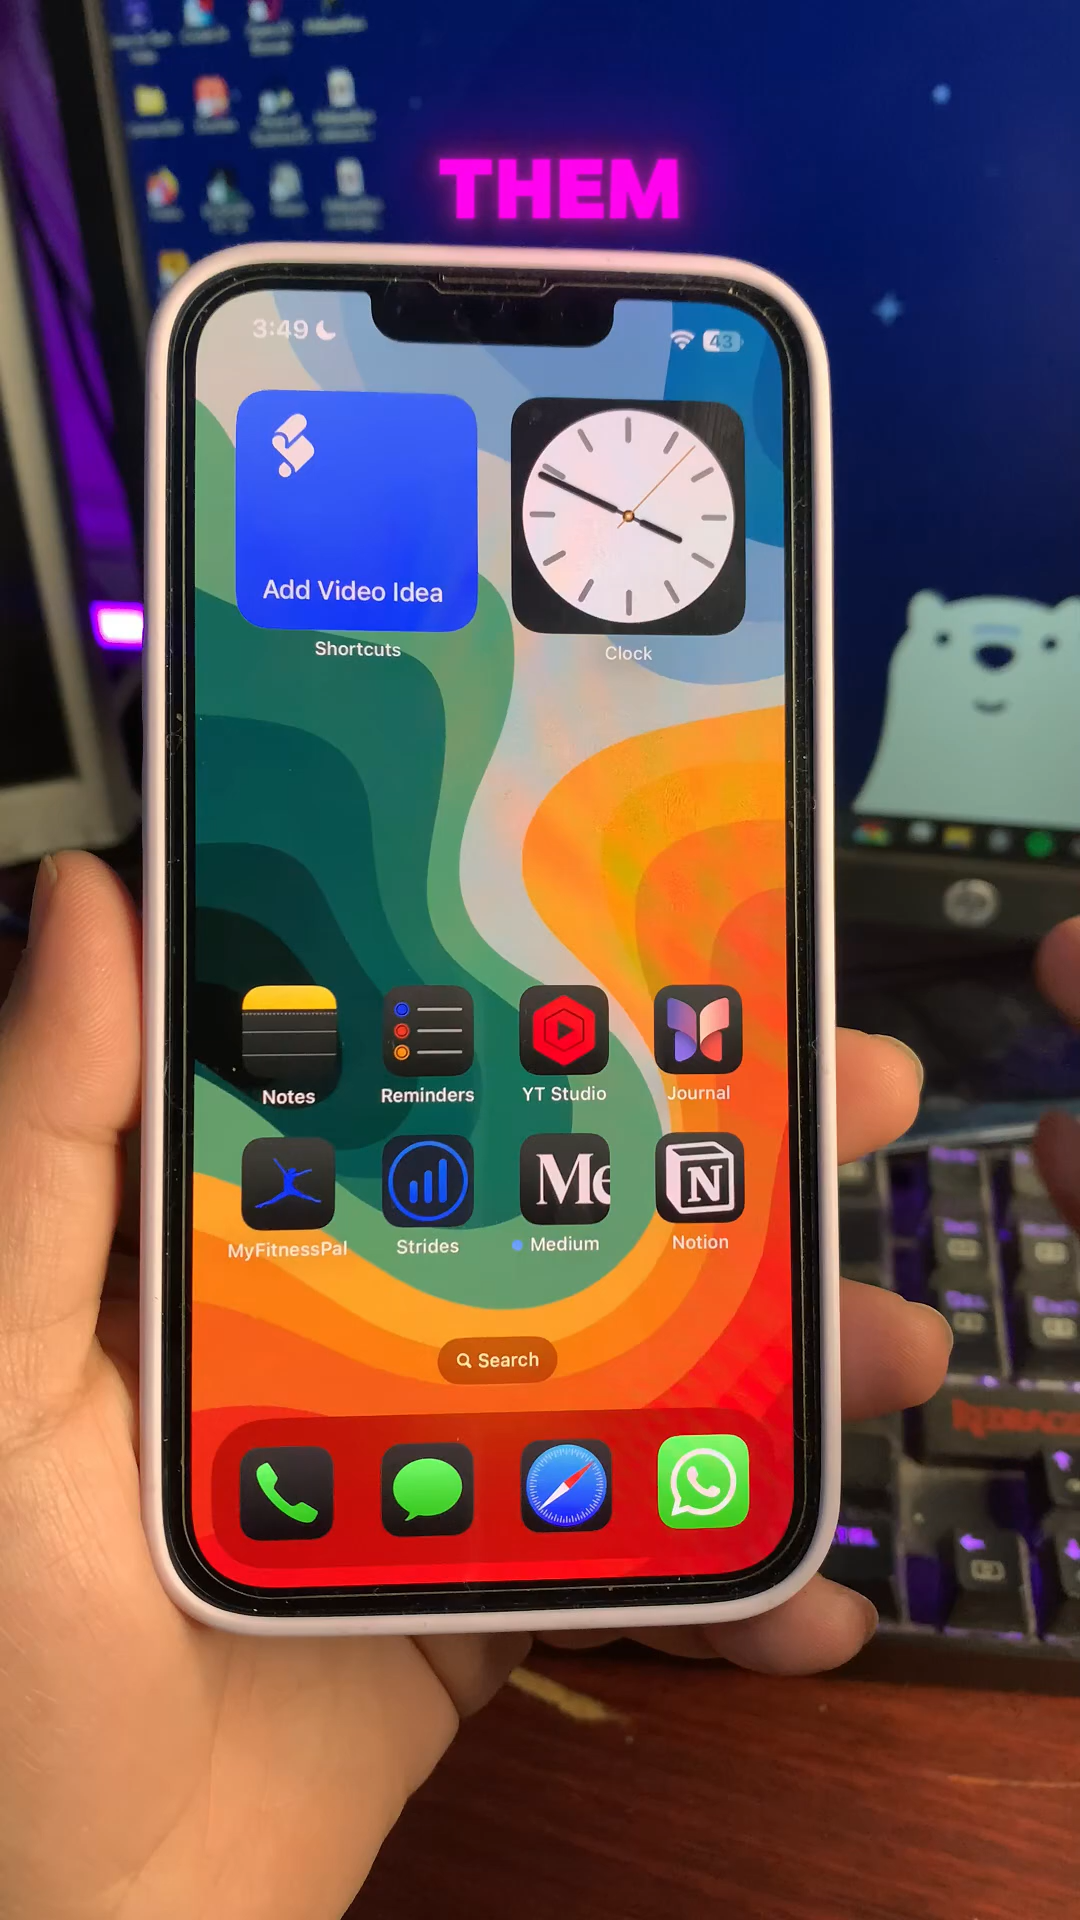 THEM
3:49
43
Add Video Idea
Shortcuts
Clock
Notes
Reminders
YT Studio
Journal
Me
N
MyFitnessPal
Strides
Medium
Notion
Search